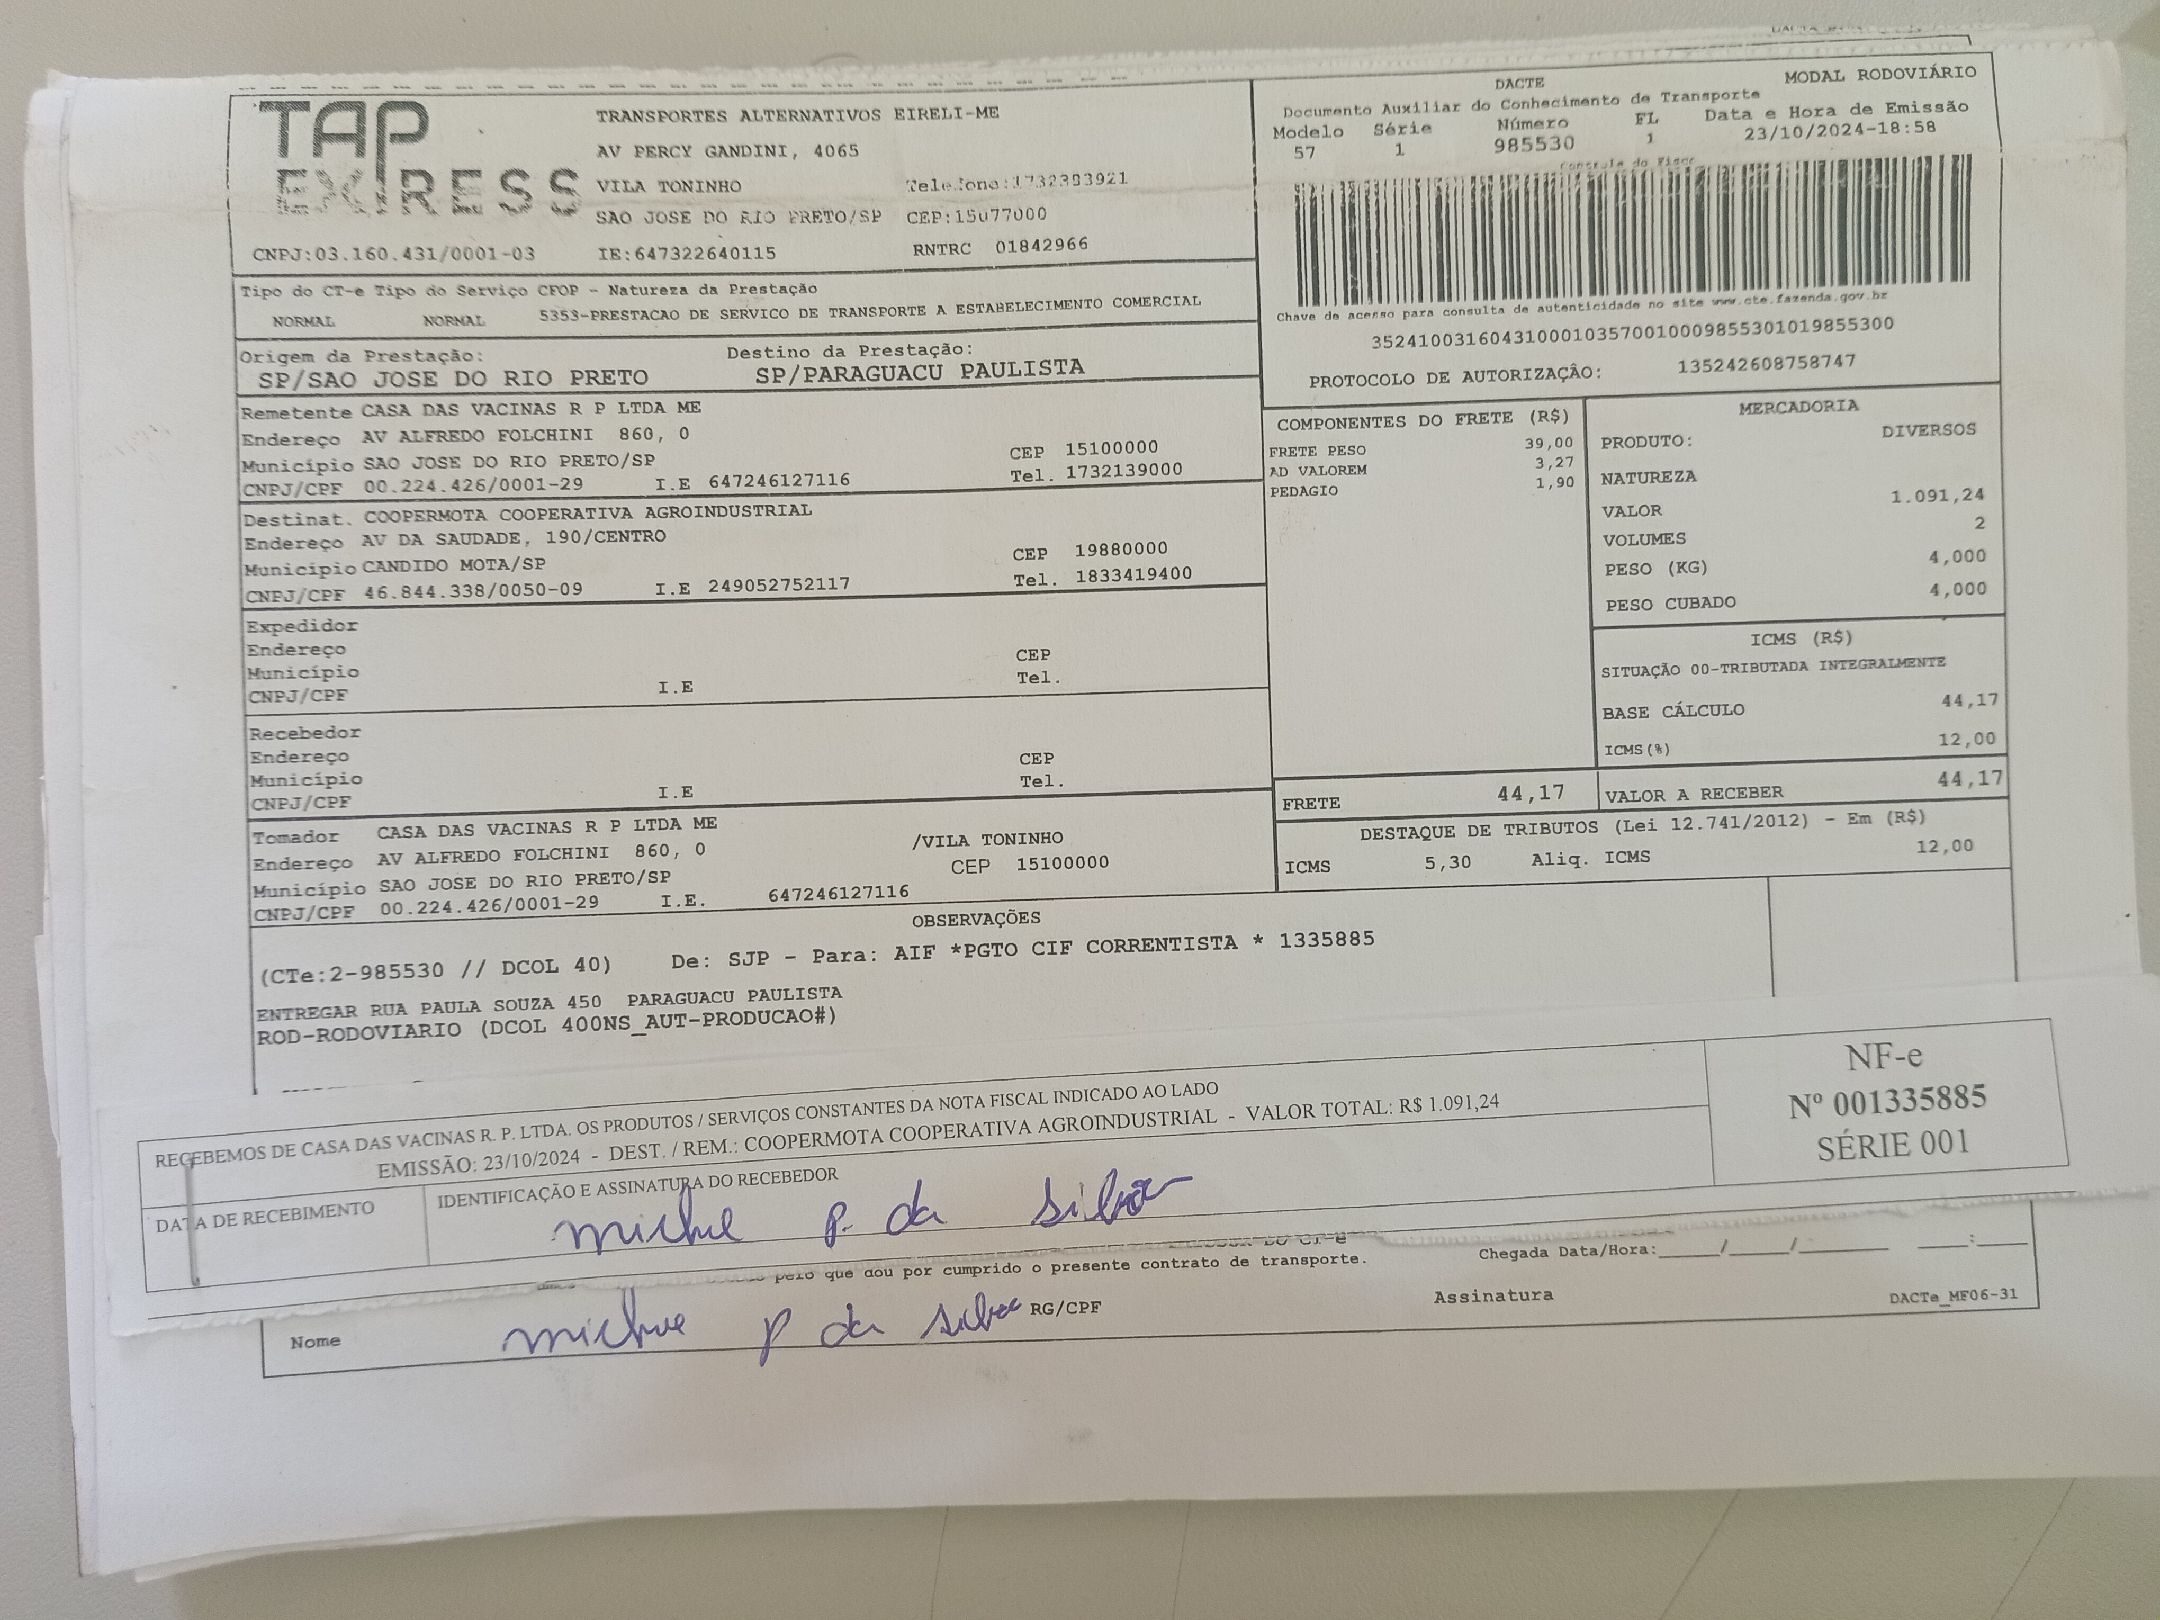 TAP
EXPRESS
TRANSPORTES ALTERNATIVOS EIRELI-ME
AV PERCY GANDINI, 4065
VILA TONINHO Telefone:1732383921
SAO JOSE DO RIO PRETO/SP CEP:15077000
CNPJ:03.160.431/0001-03 IE:647322640115 RNTRC 01842966
DACTE MODAL RODOVIÁRIO
Documento Auxiliar do Conhecimento de Transporte
Modelo Série Número FL Data e Hora de Emissão
57 1 985530 1 23/10/2024-18:58
Controle do Fisco
Chave de acesso para consulta de autenticidade no site www.cte.fazenda.gov.br
35241003160431000103570010009855301019855300
PROTOCOLO DE AUTORIZAÇÃO: 135242608758747
Tipo do CT-e Tipo do Serviço CFOP - Natureza da Prestação
NORMAL NORMAL 5353-PRESTACAO DE SERVICO DE TRANSPORTE A ESTABELECIMENTO COMERCIAL
Origem da Prestação: Destino da Prestação:
SP/SAO JOSE DO RIO PRETO SP/PARAGUACU PAULISTA
Remetente CASA DAS VACINAS R P LTDA ME
Endereço AV ALFREDO FOLCHINI 860, 0
Município SAO JOSE DO RIO PRETO/SP CEP 15100000
CNPJ/CPF 00.224.426/0001-29 I.E 647246127116 Tel. 1732139000
Destinat. COOPERMOTA COOPERATIVA AGROINDUSTRIAL
Endereço AV DA SAUDADE, 190/CENTRO
Município CANDIDO MOTA/SP CEP 19880000
CNPJ/CPF 46.844.338/0050-09 I.E 249052752117 Tel. 1833419400
Expedidor
Endereço
Município CEP
CNPJ/CPF I.E Tel.
Recebedor
Endereço
Município CEP
CNPJ/CPF I.E Tel.
Tomador CASA DAS VACINAS R P LTDA ME
Endereço AV ALFREDO FOLCHINI 860, 0 /VILA TONINHO
Município SAO JOSE DO RIO PRETO/SP CEP 15100000
CNPJ/CPF 00.224.426/0001-29 I.E. 647246127116
COMPONENTES DO FRETE (R$)
FRETE PESO 39,00
AD VALOREM 3,27
PEDAGIO 1,90
MERCADORIA
PRODUTO: DIVERSOS
NATUREZA
VALOR 1.091,24
VOLUMES 2
PESO (KG) 4,000
PESO CUBADO 4,000
ICMS (R$)
SITUAÇÃO 00-TRIBUTADA INTEGRALMENTE
BASE CÁLCULO 44,17
ICMS(%) 12,00
FRETE 44,17 VALOR A RECEBER 44,17
DESTAQUE DE TRIBUTOS (Lei 12.741/2012) - Em (R$)
ICMS 5,30 Aliq. ICMS 12,00
OBSERVAÇÕES
(CTe:2-985530 // DCOL 40) De: SJP - Para: AIF *PGTO CIF CORRENTISTA * 1335885
ENTREGAR RUA PAULA SOUZA 450 PARAGUACU PAULISTA
ROD-RODOVIARIO (DCOL 400NS_AUT-PRODUCAO#)
RECEBEMOS DE CASA DAS VACINAS R. P. LTDA. OS PRODUTOS / SERVIÇOS CONSTANTES DA NOTA FISCAL INDICADO AO LADO
EMISSÃO: 23/10/2024 - DEST. / REM.: COOPERMOTA COOPERATIVA AGROINDUSTRIAL - VALOR TOTAL: R$ 1.091,24
DATA DE RECEBIMENTO IDENTIFICAÇÃO E ASSINATURA DO RECEBEDOR
P. da Silva
NF-e
Nº 001335885
SÉRIE 001
pelo que dou por cumprido o presente contrato de transporte. Chegada Data/Hora:_____/_____/_______ ___:____
Nome P da Silva RG/CPF Assinatura DACTe_MF06-31